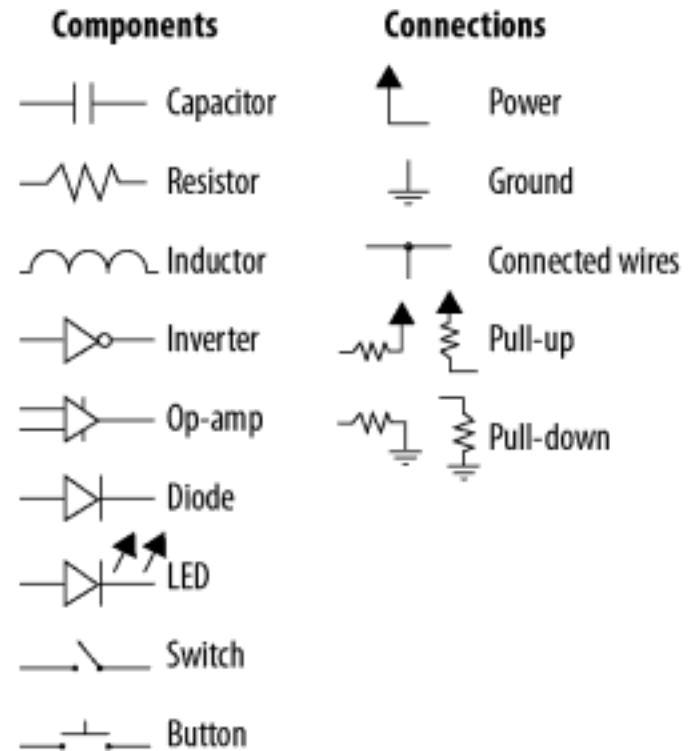 Components
Capacitor
Resistor
Inductor
Inverter
Op-amp
Diode
LED
Switch
Button
Connections
Power
Ground
Connected wires
Pull-up
Pull-down